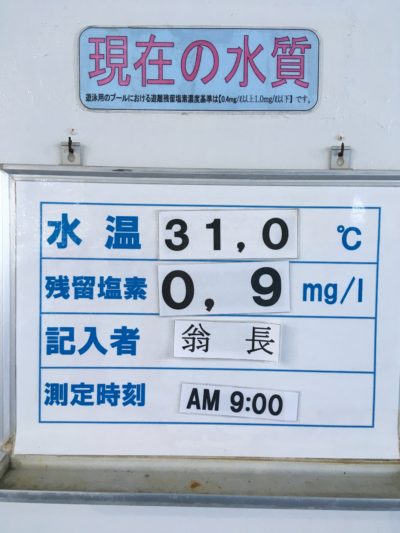 現在の水質
遊泳用のプールにおける遊離残留塩素濃度基準は【0.4mg/ℓ以上1.0mg/ℓ以下】です。
水温 31,0 ℃
残留塩素 0,9 mg/l
記入者 翁 長
測定時刻 AM 9:00